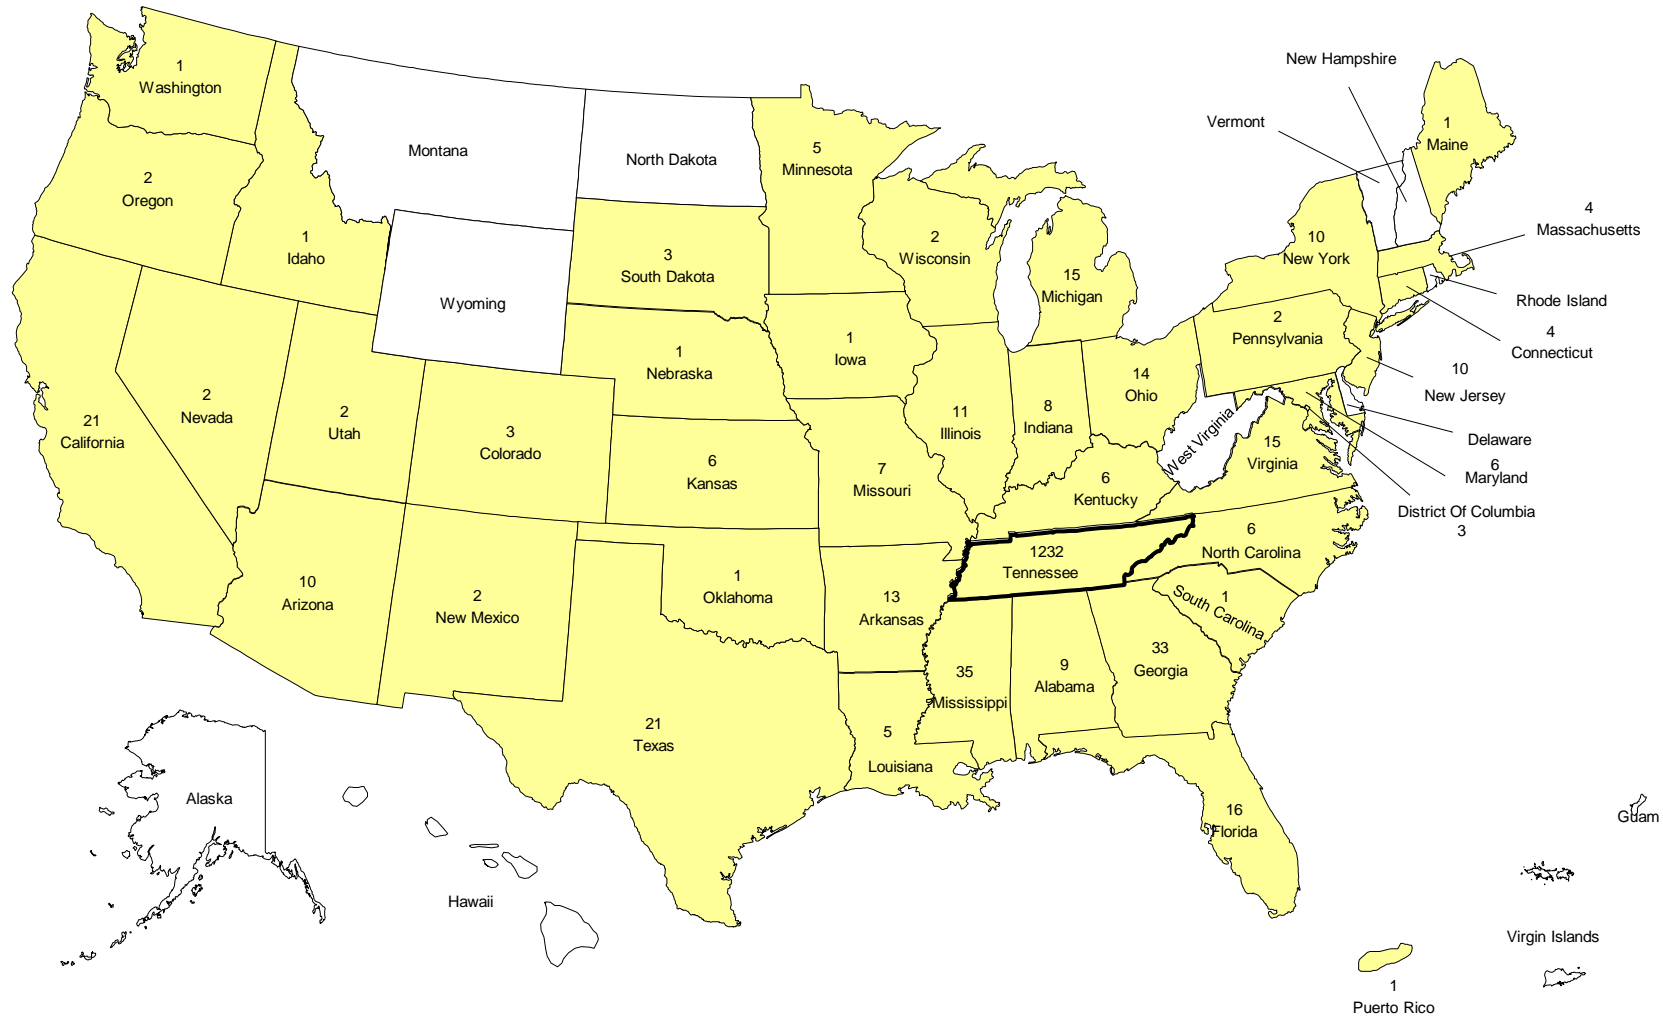 1
Washington
2
Oregon
1
Idaho
Montana
North Dakota
Wyoming
3
South Dakota
5
Minnesota
2
Wisconsin
15
Michigan
New Hampshire
Vermont
1
Maine
4
Massachusetts
10
New York
Rhode Island
4
Connecticut
2
Pennsylvania
10
New Jersey
Delaware
6
Maryland
District Of Columbia
3
21
California
2
Nevada
2
Utah
3
Colorado
1
Nebraska
1
Iowa
6
Kansas
7
Missouri
11
Illinois
8
Indiana
14
Ohio
West Virginia
15
Virginia
6
Kentucky
6
North Carolina
1232
Tennessee
1
South Carolina
10
Arizona
2
New Mexico
1
Oklahoma
13
Arkansas
35
Mississippi
9
Alabama
33
Georgia
21
Texas
5
Louisiana
16
Florida
Alaska
Hawaii
Guam
Virgin Islands
1
Puerto Rico